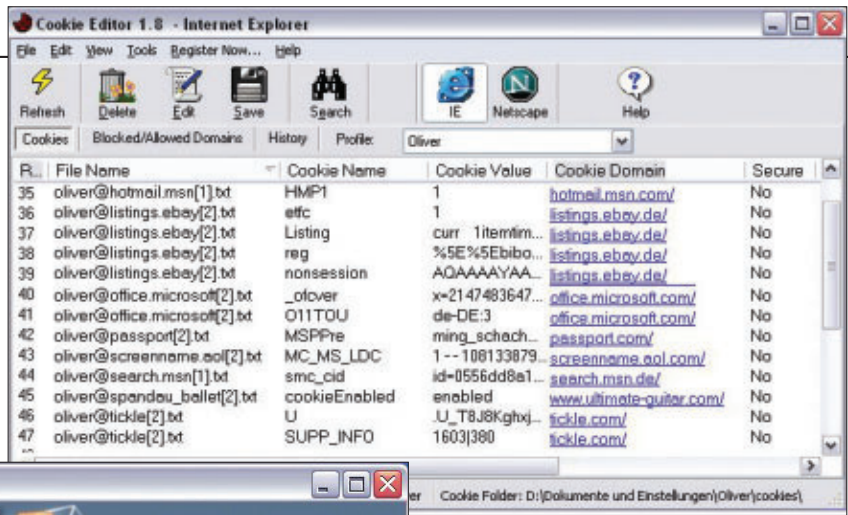 Cookie Editor 1.8 - Internet Explorer
File Edit View Tools Register Now... Help
Refresh Delete Edit Save Search IE Netscape Help
Cookies Blocked/Allowed Domains History Profile: Oliver
R... File Name Cookie Name Cookie Value Cookie Domain Secure
35 oliver@hotmail.msn[1].txt HMP1 1 hotmail.msn.com/ No
36 oliver@listings.ebay[2].txt etfc 1 listings.ebay.de/ No
37 oliver@listings.ebay[2].txt Listing curr 1itemtim... listings.ebay.de/ No
38 oliver@listings.ebay[2].txt reg %5E%5Ebibo... listings.ebay.de/ No
39 oliver@listings.ebay[2].txt nonsession AQAAAAYAA... listings.ebay.de/ No
40 oliver@office.microsoft[2].txt _ofcver x=2147483647... office.microsoft.com/ No
41 oliver@office.microsoft[2].txt O11TOU de-DE:3 office.microsoft.com/ No
42 oliver@passport[2].txt MSPPre ming_schach... passport.com/ No
43 oliver@screenname.aol[2].txt MC_MS_LDC 1--108133879... screenname.aol.com/ No
44 oliver@search.msn[1].txt smc_cid id=0556dd8a1... search.msn.de/ No
45 oliver@spandau_ballet[2].txt cookieEnabled enabled www.ultimate-guitar.com/ No
46 oliver@tickle[2].txt U .U_T8J8Kghxj... tickle.com/ No
47 oliver@tickle[2].txt SUPP_INFO 1603|380 tickle.com/ No
er Cookie Folder: D:\Dokumente und Einstellungen\Oliver\cookies\